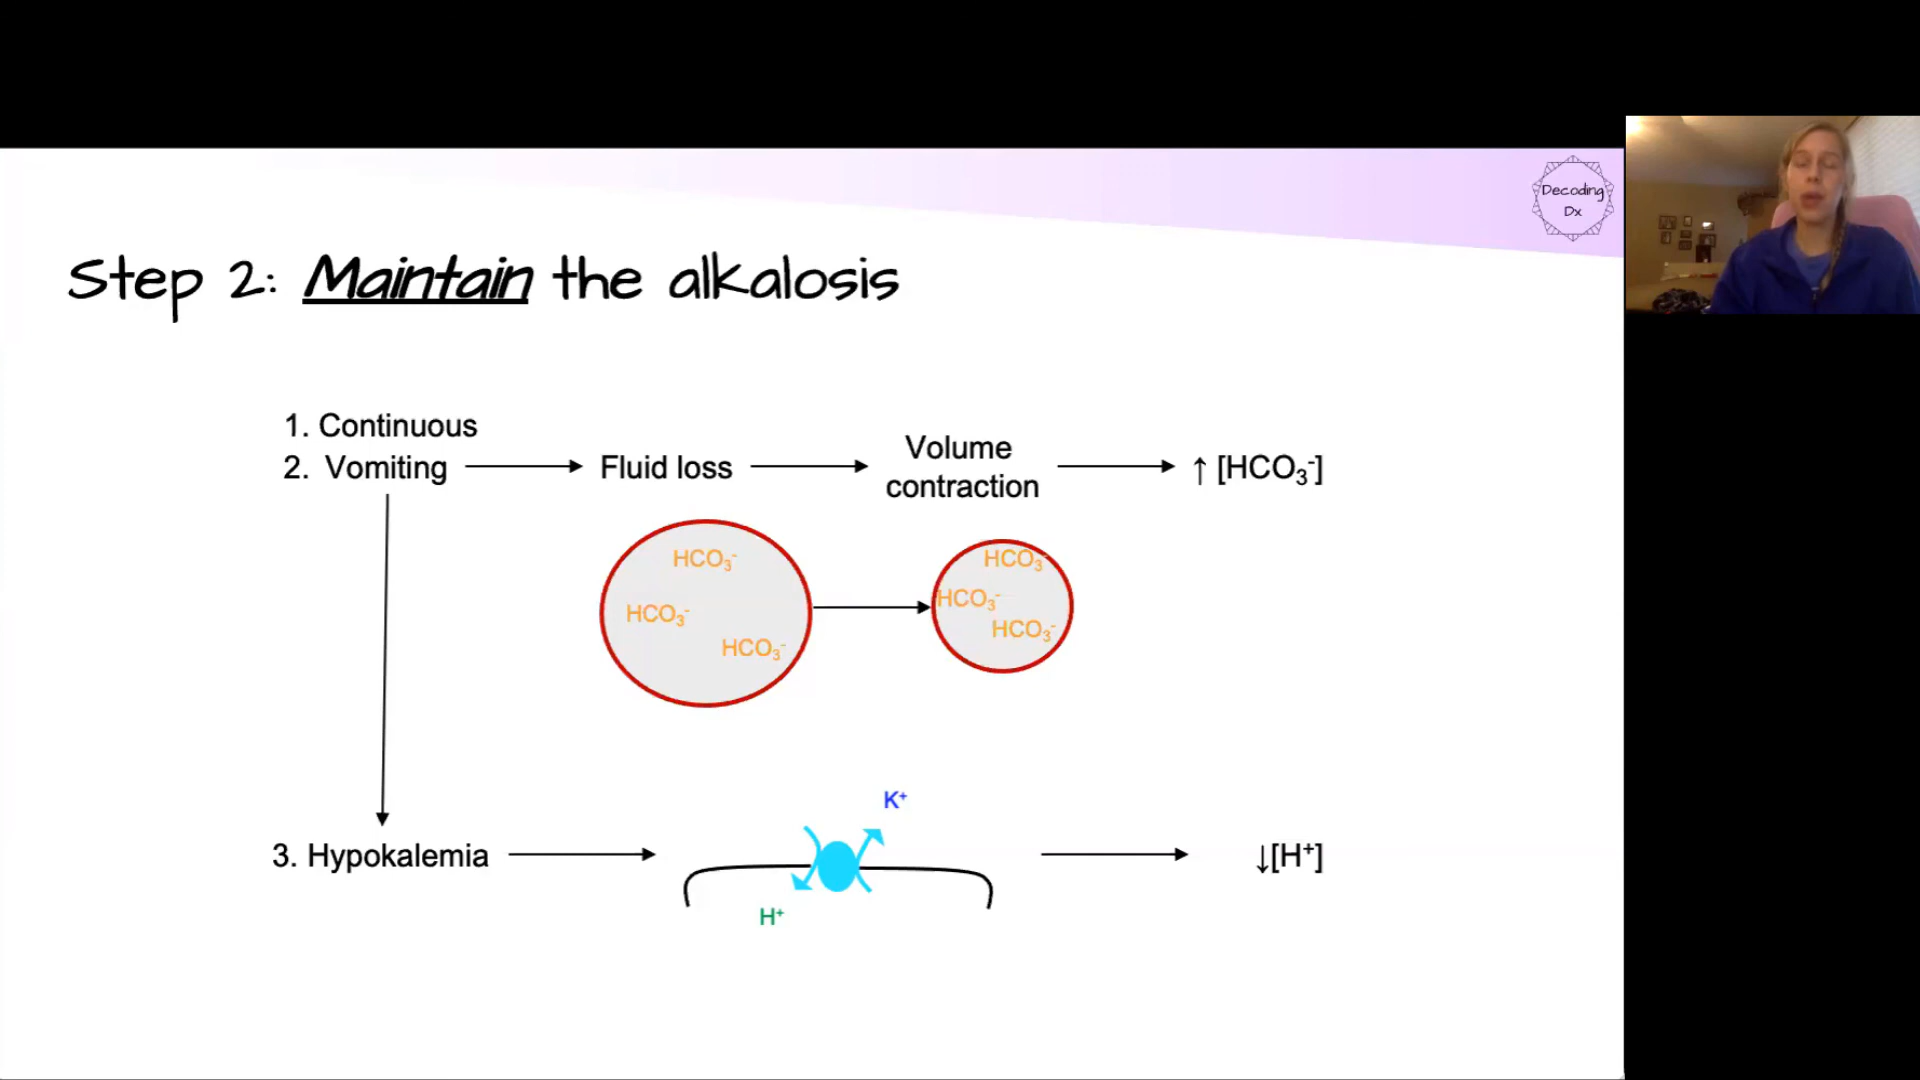 Decoding
Dx
Step 2: Maintain the alkalosis
1. Continuous
2. Vomiting
Fluid loss
Volume
contraction
↑ [HCO₃⁻]
HCO₃⁻
HCO₃⁻
HCO₃⁻
HCO₃⁻
HCO₃⁻
HCO₃⁻
K⁺
3. Hypokalemia
↓[H⁺]
H⁺